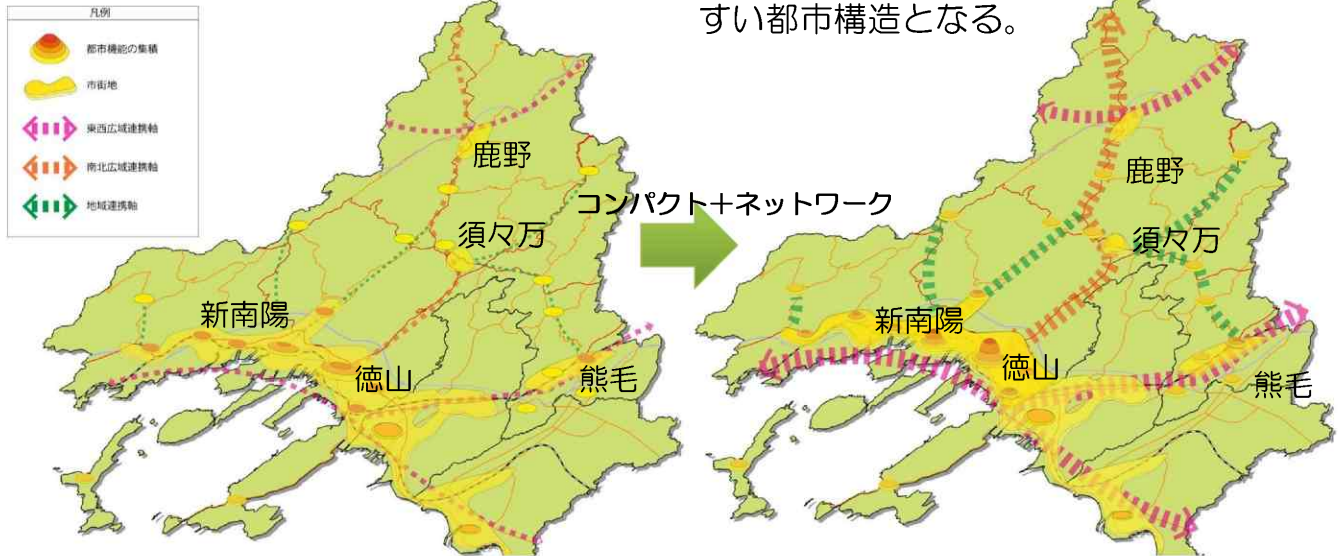 凡例
都市機能の集積
市街地
東西広域連携軸
南北広域連携軸
地域連携軸
すい都市構造となる。
鹿野
須々万
新南陽
徳山
熊毛
コンパクト＋ネットワーク
鹿野
須々万
新南陽
徳山
熊毛